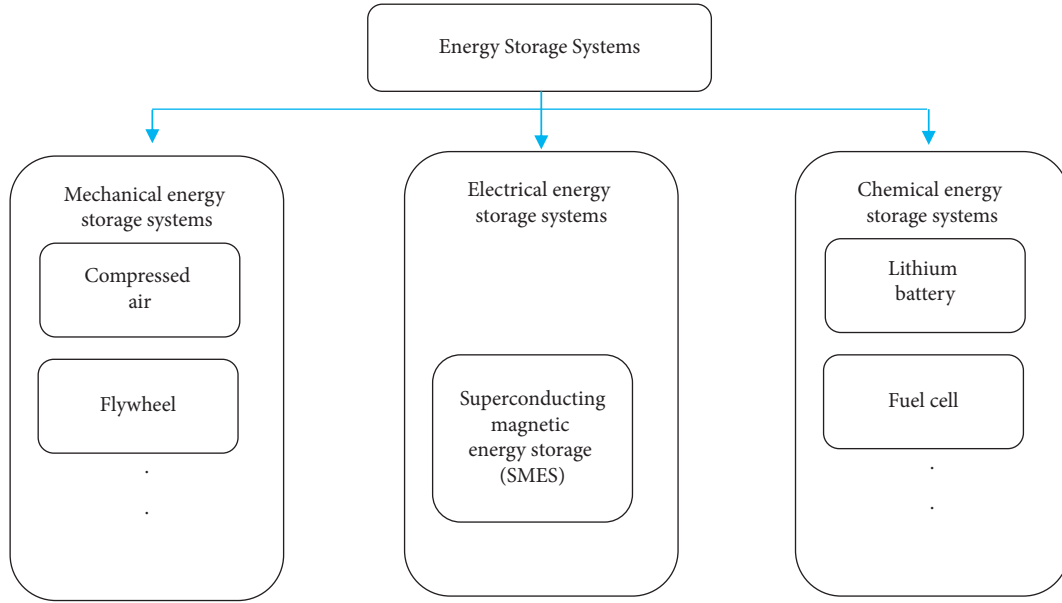 Energy Storage Systems
Mechanical energy
storage systems
Compressed
air
Flywheel
.
.
Electrical energy
storage systems
Superconducting
magnetic
energy storage
(SMES)
Chemical energy
storage systems
Lithium
battery
Fuel cell
.
.